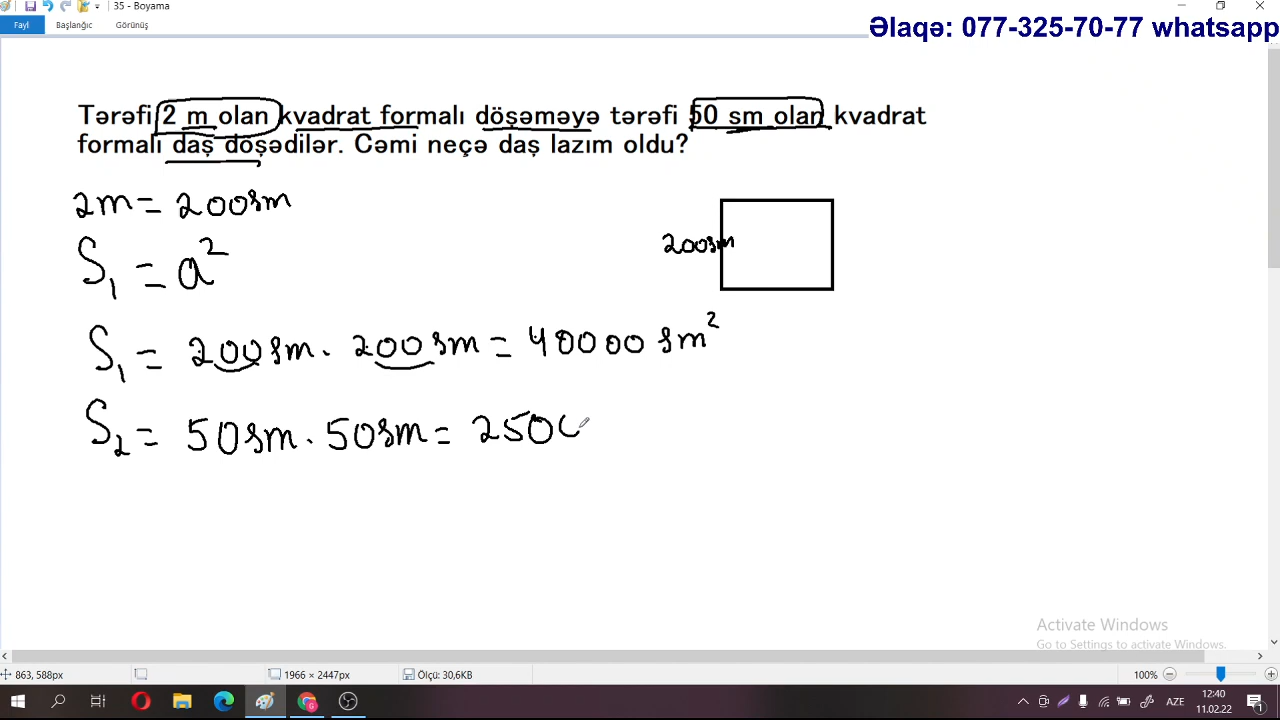 35 - Boyama
Fayl Başlanğıc Görünüş
Əlaqə: 077-325-70-77 whatsapp
Tərəfi 2 m olan kvadrat formalı döşəməyə tərəfi 50 sm olan kvadrat
formalı daş döşədilər. Cəmi neçə daş lazım oldu?
2m = 200sm
S₁ = a²
200sm
S₁ = 200sm · 200sm = 40000 sm²
S₂ = 50sm · 50sm = 250
Activate Windows
Go to Settings to activate Windows.
863, 588px 1966 × 2447px Ölçü: 30,6KB 100%
AZE 12:40
11.02.22
1